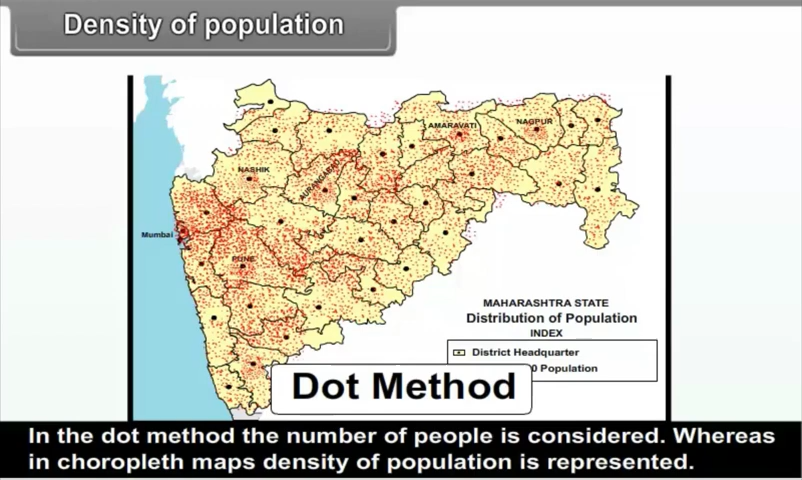 Density of population
AMARAVATI
NAGPUR
NASHIK
AURANGABAD
Mumbai
PUNE
MAHARASHTRA STATE
Distribution of Population
INDEX
District Headquarter
0 Population
Dot Method
In the dot method the number of people is considered. Whereas
in choropleth maps density of population is represented.